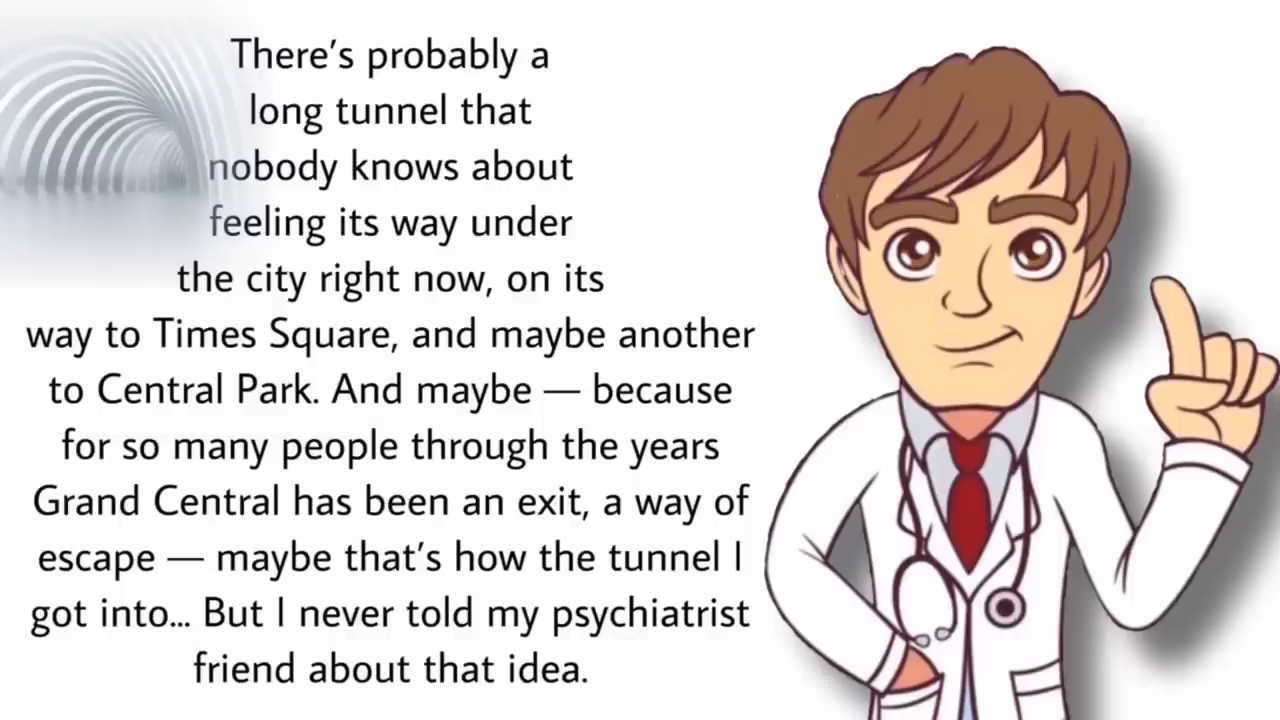 There's probably a
long tunnel that
nobody knows about
feeling its way under
the city right now, on its
way to Times Square, and maybe another
to Central Park. And maybe — because
for so many people through the years
Grand Central has been an exit, a way of
escape — maybe that's how the tunnel I
got into... But I never told my psychiatrist
friend about that idea.